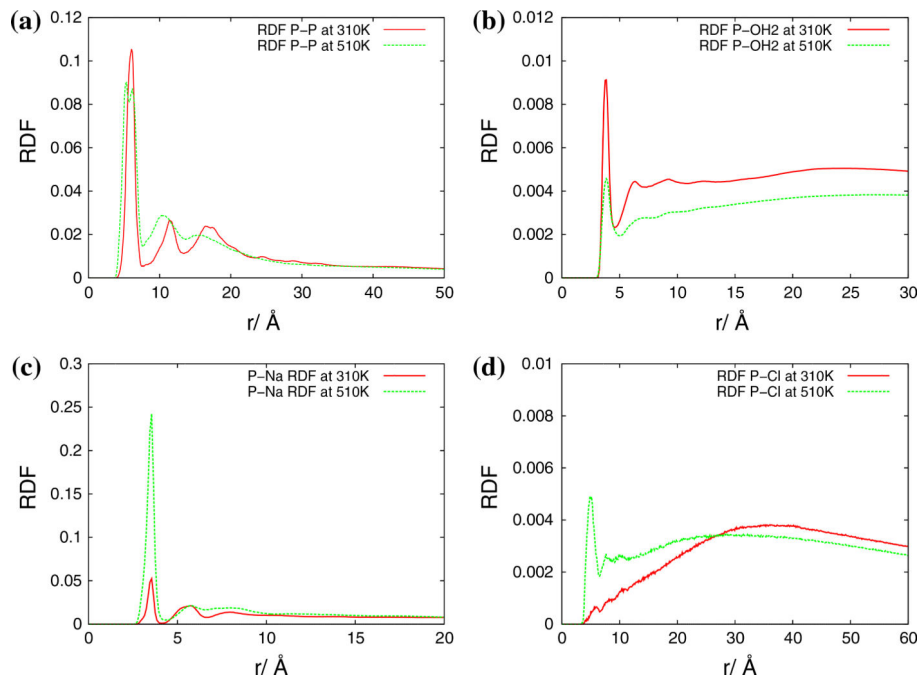 (a)
RDF
0.12
0.1
0.08
0.06
0.04
0.02
0
RDF P-P at 310K
RDF P-P at 510K
0 10 20 30 40 50
r/ Å
(b)
RDF
0.012
0.01
0.008
0.006
0.004
0.002
0
RDF P-OH2 at 310K
RDF P-OH2 at 510K
0 5 10 15 20 25 30
r/ Å
(c)
RDF
0.3
0.25
0.2
0.15
0.1
0.05
0
P-Na RDF at 310K
P-Na RDF at 510K
0 5 10 15 20
r/ Å
(d)
RDF
0.01
0.008
0.006
0.004
0.002
0
RDF P-Cl at 310K
RDF P-Cl at 510K
0 10 20 30 40 50 60
r/ Å